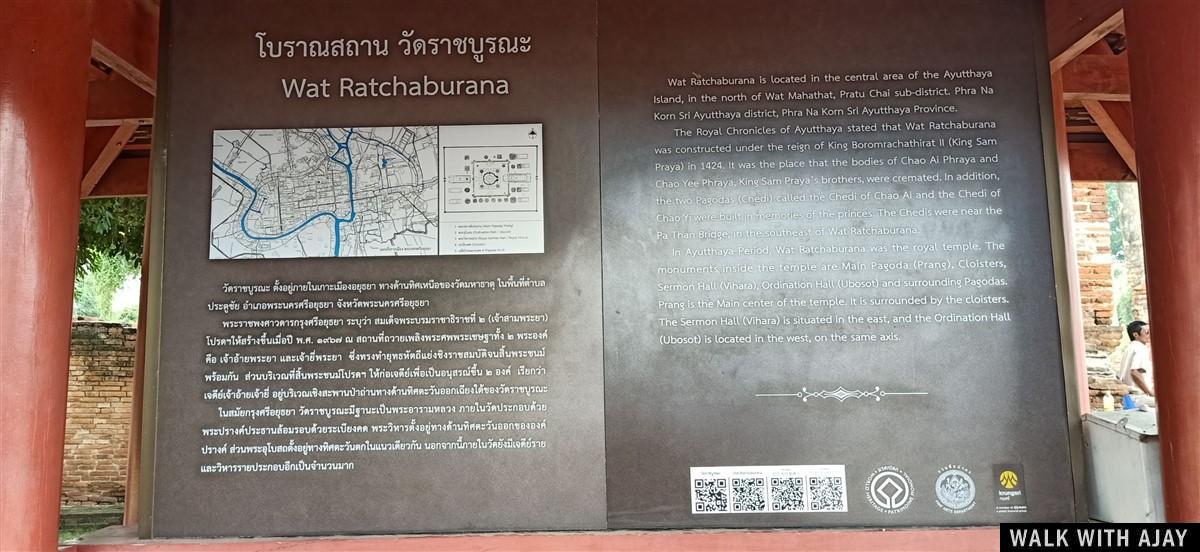 โบราณสถาน วัดราชบูรณะ
Wat Ratchaburana
วัดราชบูรณะ ตั้งอยู่ภายในเกาะเมืองอยุธยา ทางด้านทิศเหนือของวัดมหาธาตุ ในพื้นที่ตำบล
ประตูชัย อำเภอพระนครศรีอยุธยา จังหวัดพระนครศรีอยุธยา
พระราชพงศาวดารกรุงศรีอยุธยา ระบุว่า สมเด็จพระบรมราชาธิราชที่ ๒ (เจ้าสามพระยา)
โปรดฯให้สร้างขึ้นเมื่อปี พ.ศ. ๑๙๖๗ ณ สถานที่ถวายเพลิงพระศพพระเชษฐาทั้ง ๒ พระองค์
คือ เจ้าอ้ายพระยา และเจ้ายี่พระยา ซึ่งทรงทำยุทธหัตถีแย่งชิงราชสมบัติจนสิ้นพระชนม์
พร้อมกัน ส่วนบริเวณที่สิ้นพระชนม์โปรดฯ ให้ก่อเจดีย์เพื่อเป็นอนุสรณ์ขึ้น ๒ องค์ เรียกว่า
เจดีย์เจ้าอ้ายเจ้ายี่ อยู่บริเวณเชิงสะพานป่าถ่านทางด้านทิศตะวันออกเฉียงใต้ของวัดราชบูรณะ
ในสมัยกรุงศรีอยุธยา วัดราชบูรณะมีฐานะเป็นพระอารามหลวง ภายในวัดประกอบด้วย
พระปรางค์ประธานล้อมรอบด้วยระเบียงคด พระวิหารตั้งอยู่ทางด้านทิศตะวันออกขององค์
ปรางค์ ส่วนพระอุโบสถตั้งอยู่ทางทิศตะวันตกในแนวเดียวกัน นอกจากนี้ภายในวัดยังมีเจดีย์ราย
และวิหารรายประกอบอีกเป็นจำนวนมาก
Wat Ratchaburana is located in the central area of the Ayutthaya
Island, in the north of Wat Mahathat, Pratu Chai sub-district. Phra Na
Korn Sri Ayutthaya district, Phra Na Korn Sri Ayutthaya Province.
The Royal Chronicles of Ayutthaya stated that Wat Ratchaburana
was constructed under the reign of King Boromrachathirat II (King Sam
Praya) in 1424. It was the place that the bodies of Chao Ai Phraya and
Chao Yee Phraya, King Sam Praya's brothers, were cremated. In addition,
the two Pagodas (Chedi) called the Chedi of Chao Ai and the Chedi of
Chao Yi were built in memories of the princes. The Chedis were near the
Pa Than Bridge, in the southeast of Wat Ratchaburana.
In Ayutthaya Period, Wat Ratchaburana was the royal temple. The
monuments inside the temple are Main Pagoda (Prang), Cloisters,
Sermon Hall (Vihara), Ordination Hall (Ubosot) and surrounding Pagodas.
Prang is the Main center of the temple. It is surrounded by the cloisters.
The Sermon Hall (Vihara) is situated in the east, and the Ordination Hall
(Ubosot) is located in the west, on the same axis.
krungsri
กรุงศรี
WALK WITH AJAY